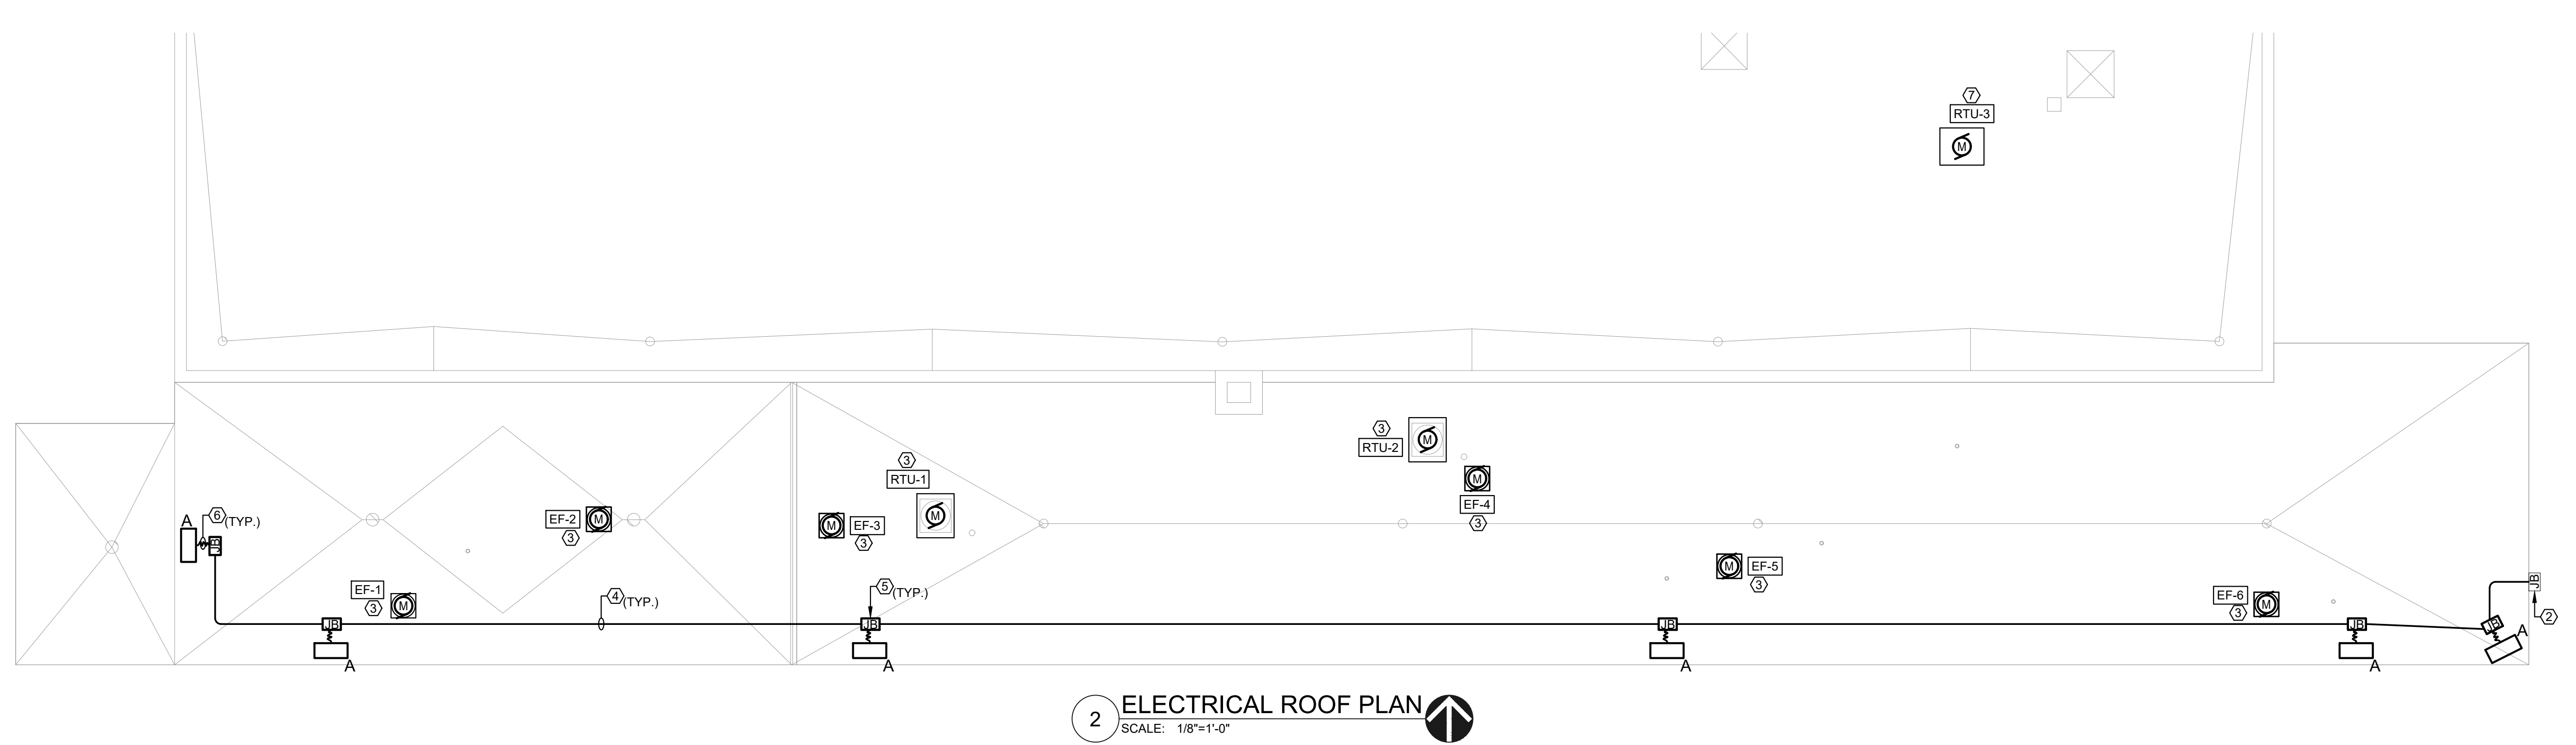 7
RTU-3
M
3
RTU-2
M
M
EF-4
3
3
RTU-1
M
A
6
(TYP.)
JB
EF-2
M
3
M
EF-3
3
M
EF-5
3
EF-1
3
M
4
(TYP.)
5
(TYP.)
EF-6
3
M
JB
2
JB
JB
JB
JB
JB
A
A
A
A
A
2
ELECTRICAL ROOF PLAN
SCALE: 1/8"=1'-0"